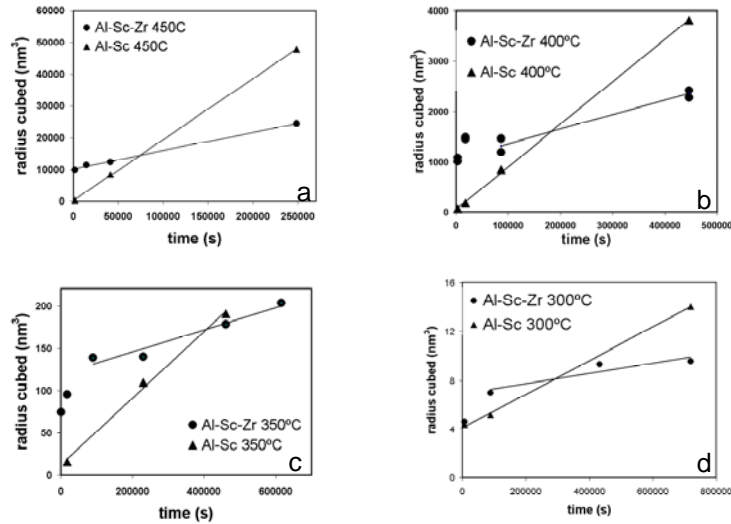 60000
50000
40000
30000
20000
10000
0
radius cubed (nm³)
● Al-Sc-Zr 450C
▲ Al-Sc 450C
0 50000 100000 150000 200000 250000
time (s)
a
4000
3000
2000
1000
0
radius cubed (nm³)
● Al-Sc-Zr 400ºC
▲ Al-Sc 400ºC
0 100000 200000 300000 400000 500000
time (s)
b
200
150
100
50
0
radius cubed (nm³)
● Al-Sc-Zr 350ºC
▲ Al-Sc 350ºC
0 200000 400000 600000
time (s)
c
16
12
8
4
0
radius cubed (nm³)
● Al-Sc-Zr 300ºC
▲ Al-Sc 300ºC
0 200000 400000 600000 800000
time (s)
d